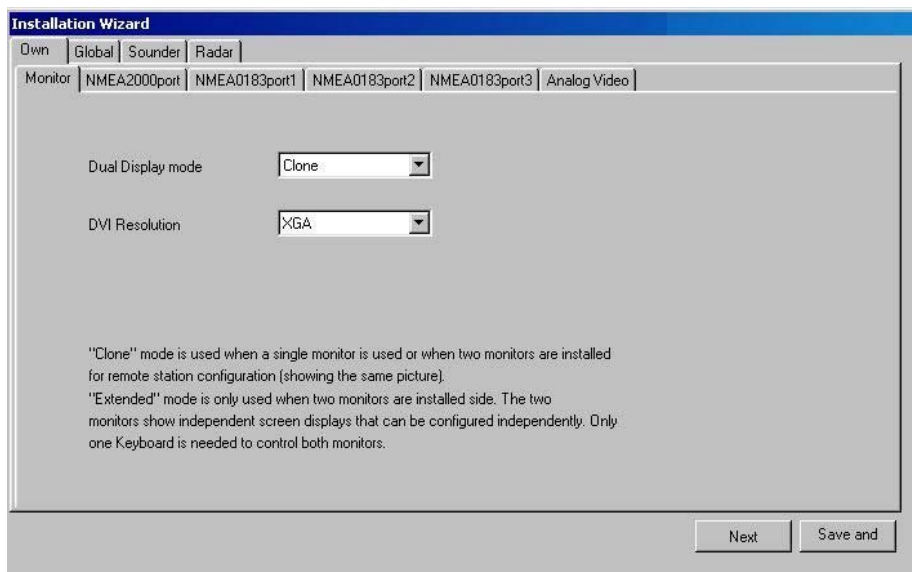 Installation Wizard
Own Global Sounder Radar
Monitor NMEA2000port NMEA0183port1 NMEA0183port2 NMEA0183port3 Analog Video
Dual Display mode Clone
DVI Resolution XGA
"Clone" mode is used when a single monitor is used or when two monitors are installed
for remote station configuration (showing the same picture).
"Extended" mode is only used when two monitors are installed side. The two
monitors show independent screen displays that can be configured independently. Only
one Keyboard is needed to control both monitors.
Next Save and